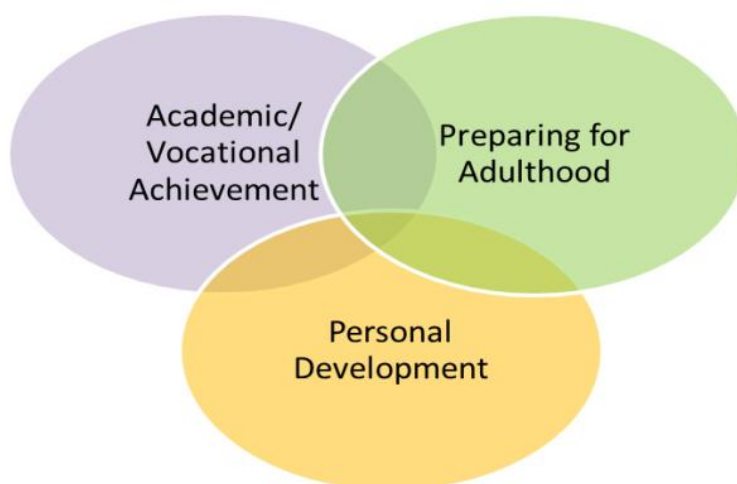 Academic/
Vocational
Achievement
Preparing for
Adulthood
Personal
Development